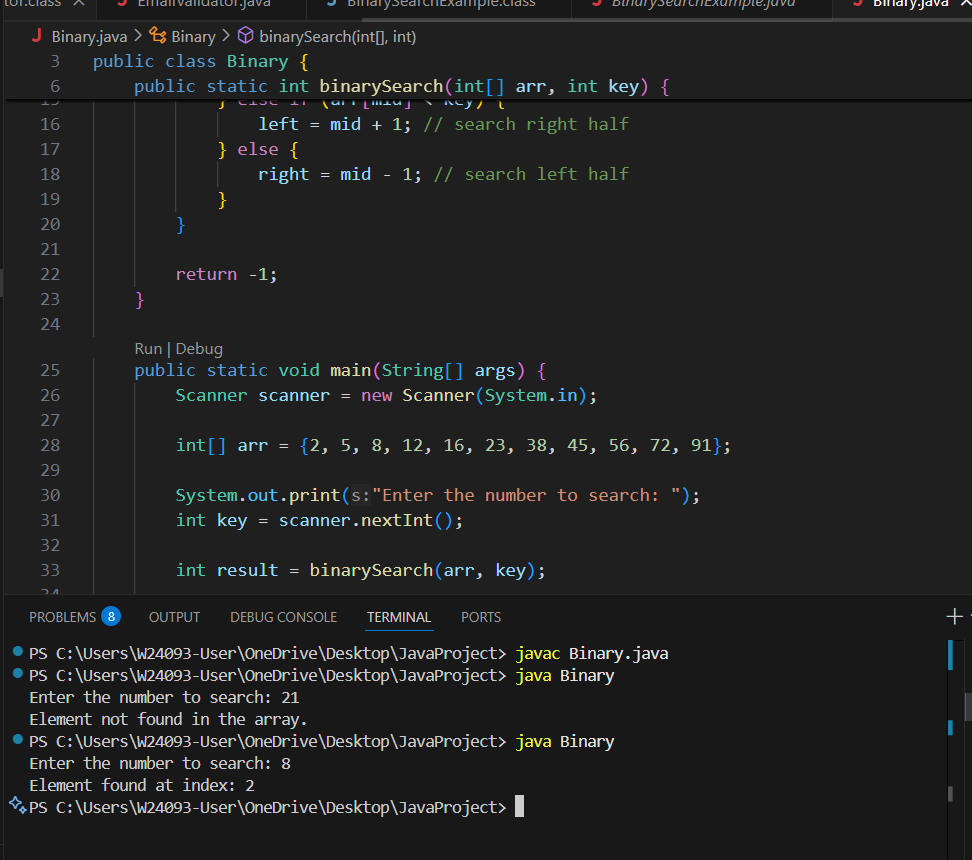 tor.class EmailValidator.java BinarySearchExample.class BinarySearchExample.java Binary.java
Binary.java > Binary > binarySearch(int[], int)
3 public class Binary {
6 public static int binarySearch(int[] arr, int key) {
15 } else if (arr[mid] < key) {
16 left = mid + 1; // search right half
17 } else {
18 right = mid - 1; // search left half
19 }
20 }
21
22 return -1;
23 }
24
Run | Debug
25 public static void main(String[] args) {
26 Scanner scanner = new Scanner(System.in);
27
28 int[] arr = {2, 5, 8, 12, 16, 23, 38, 45, 56, 72, 91};
29
30 System.out.print(s:"Enter the number to search: ");
31 int key = scanner.nextInt();
32
33 int result = binarySearch(arr, key);
34
PROBLEMS 8 OUTPUT DEBUG CONSOLE TERMINAL PORTS
PS C:\Users\W24093-User\OneDrive\Desktop\JavaProject> javac Binary.java
PS C:\Users\W24093-User\OneDrive\Desktop\JavaProject> java Binary
Enter the number to search: 21
Element not found in the array.
PS C:\Users\W24093-User\OneDrive\Desktop\JavaProject> java Binary
Enter the number to search: 8
Element found at index: 2
PS C:\Users\W24093-User\OneDrive\Desktop\JavaProject>